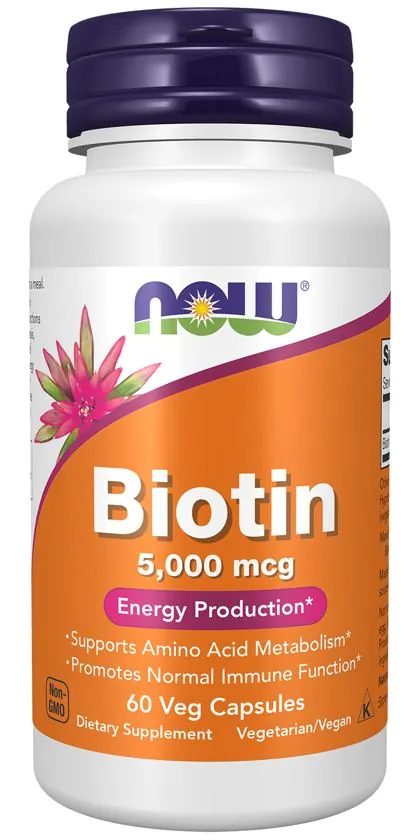 NOW®
Biotin
5,000 mcg
Energy Production*
•Supports Amino Acid Metabolism*
•Promotes Normal Immune Function*
60 Veg Capsules
Non-
GMO
Dietary Supplement Vegetarian/Vegan K
a meal.